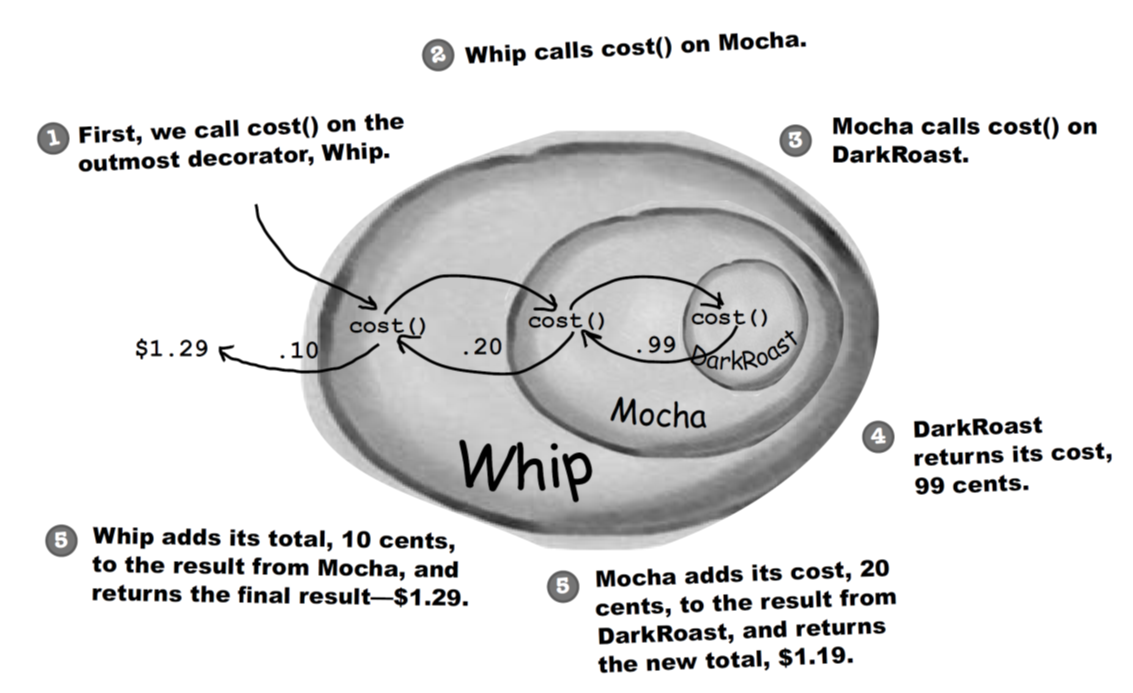 2 Whip calls cost() on Mocha.
1 First, we call cost() on the
outmost decorator, Whip.
3 Mocha calls cost() on
DarkRoast.
cost()
cost()
cost()
$1.29
.10
.20
.99
DarkRoast
Mocha
Whip
4 DarkRoast
returns its cost,
99 cents.
5 Whip adds its total, 10 cents,
to the result from Mocha, and
returns the final result—$1.29.
5 Mocha adds its cost, 20
cents, to the result from
DarkRoast, and returns
the new total, $1.19.